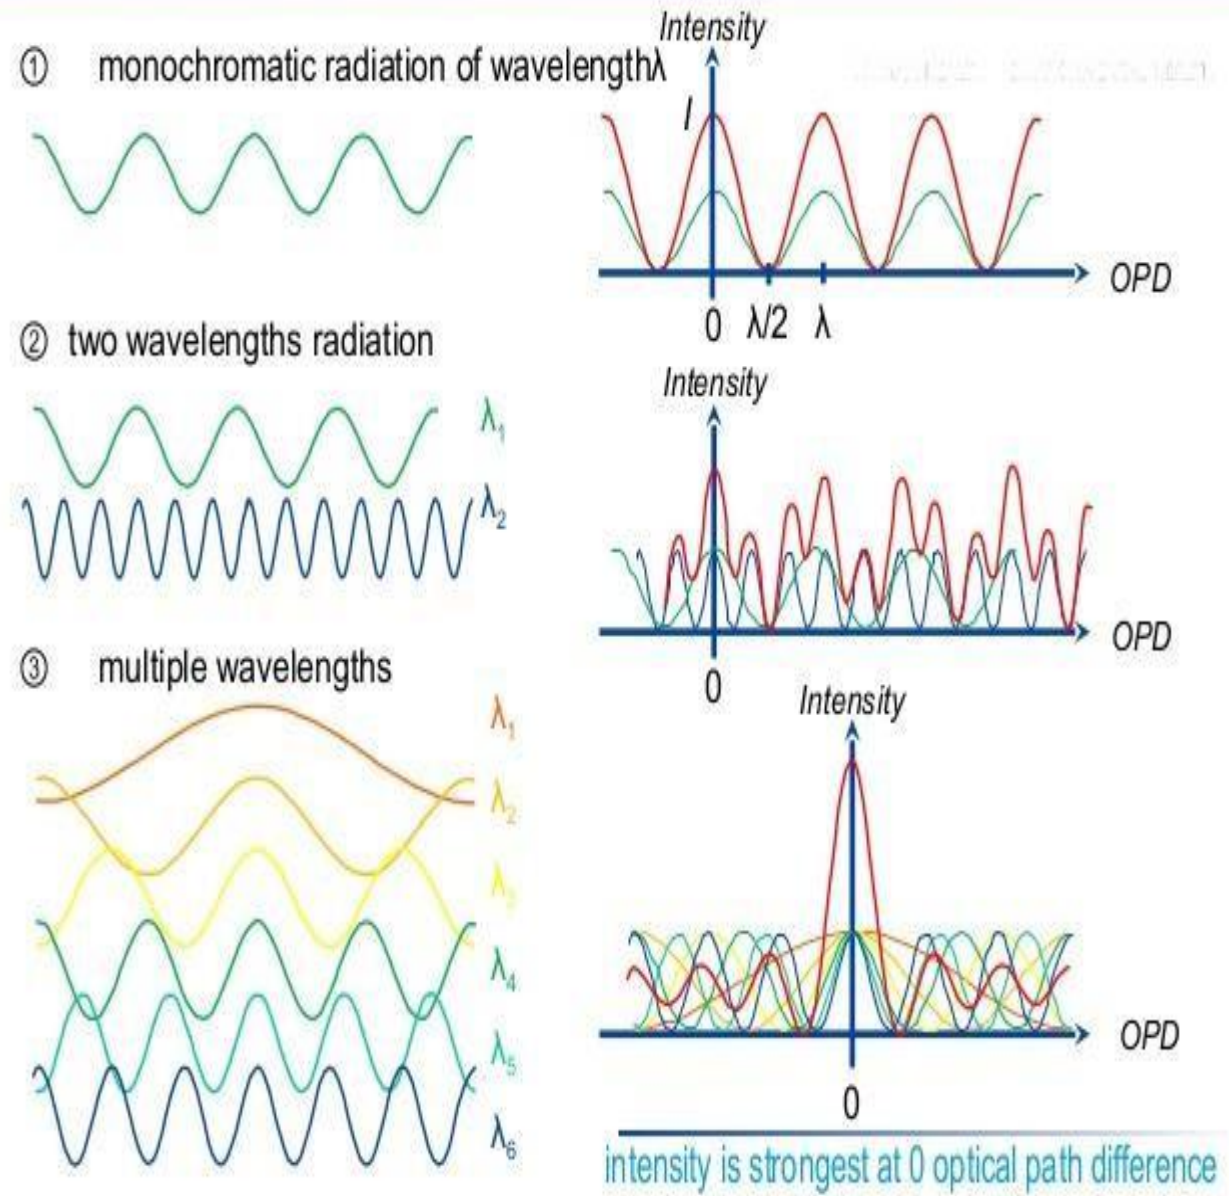 ① monochromatic radiation of wavelengthλ
Intensity
I
OPD
0 λ/2 λ
② two wavelengths radiation
λ₁
λ₂
Intensity
OPD
0
③ multiple wavelengths
λ₁
λ₂
λ₃
λ₄
λ₅
λ₆
Intensity
OPD
0
intensity is strongest at 0 optical path difference